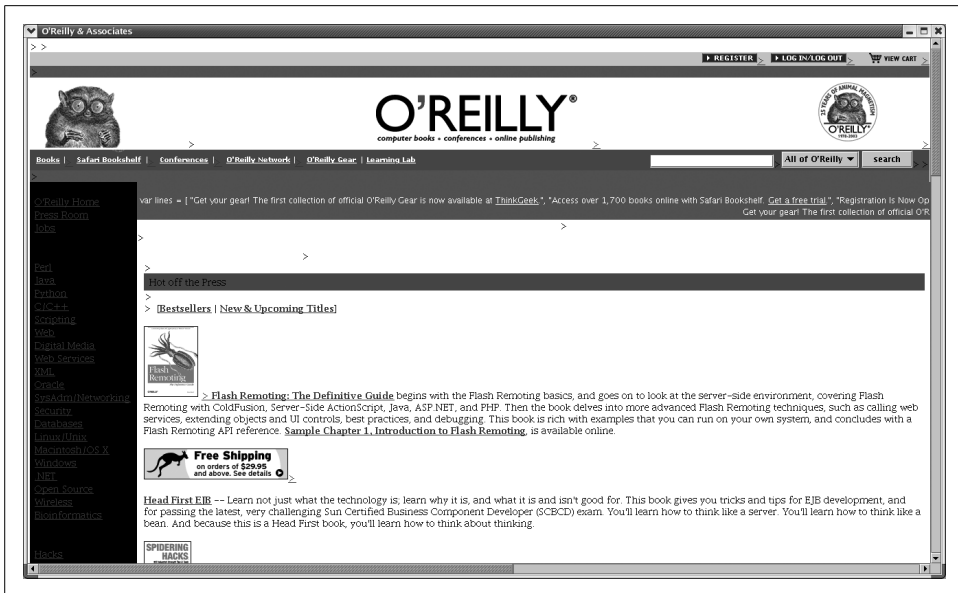 O'Reilly & Associates
> >
REGISTER > LOG IN/LOG OUT > VIEW CART >
>
O'REILLY®
computer books • conferences • online publishing
25 YEARS OF ANIMAL MAGNETISM
O'REILLY®
1978-2003
> > >
Books | Safari Bookshelf | Conferences | O'Reilly Network | O'Reilly Gear | Learning Lab
All of O'Reilly search > >
>
O'Reilly Home
Press Room
Jobs
Perl
Java
Python
C/C++
Scripting
Web
Digital Media
Web Services
XML
Oracle
SysAdm/Networking
Security
Databases
Linux/Unix
Macintosh/OS X
Windows
.NET
Open Source
Wireless
Bioinformatics
Hacks
var lines = [ "Get your gear! The first collection of official O'Reilly Gear is now available at ThinkGeek.", "Access over 1,700 books online with Safari Bookshelf. Get a free trial.", "Registration Is Now Op
Get your gear! The first collection of official O'R
>
>
>
>
Hot off the Press
>
> [Bestsellers | New & Upcoming Titles]
Flash
Remoting
> Flash Remoting: The Definitive Guide begins with the Flash Remoting basics, and goes on to look at the server-side environment, covering Flash
Remoting with ColdFusion, Server-Side ActionScript, Java, ASP.NET, and PHP. Then the book delves into more advanced Flash Remoting techniques, such as calling web
services, extending objects and UI controls, best practices, and debugging. This book is rich with examples that you can run on your own system, and concludes with a
Flash Remoting API reference. Sample Chapter 1, Introduction to Flash Remoting, is available online.
Free Shipping
on orders of $29.95
and above. See details
>
Head First EJB -- Learn not just what the technology is; learn why it is, and what it is and isn't good for. This book gives you tricks and tips for EJB development, and
for passing the latest, very challenging Sun Certified Business Component Developer (SCBCD) exam. You'll learn how to think like a server. You'll learn how to think like a
bean. And because this is a Head First book, you'll learn how to think about thinking.
SPIDERING
HACKS